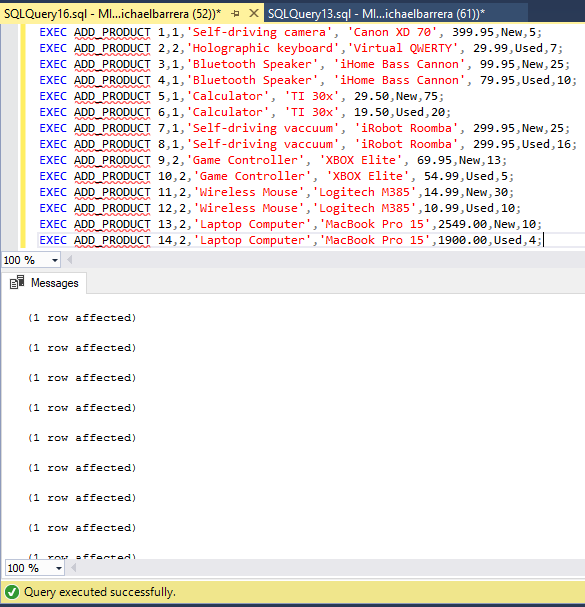 SQLQuery16.sql - MI...ichaelbarrera (52))* SQLQuery13.sql - MI...ichaelbarrera (61))*
EXEC ADD_PRODUCT 1,1,'Self-driving camera', 'Canon XD 70', 399.95,New,5;
EXEC ADD_PRODUCT 2,2,'Holographic keyboard','Virtual QWERTY', 29.99,Used,7;
EXEC ADD_PRODUCT 3,1,'Bluetooth Speaker', 'iHome Bass Cannon', 99.95,New,25;
EXEC ADD_PRODUCT 4,1,'Bluetooth Speaker', 'iHome Bass Cannon', 79.95,Used,10;
EXEC ADD_PRODUCT 5,1,'Calculator', 'TI 30x', 29.50,New,75;
EXEC ADD_PRODUCT 6,1,'Calculator', 'TI 30x', 19.50,Used,20;
EXEC ADD_PRODUCT 7,1,'Self-driving vaccuum', 'iRobot Roomba', 299.95,New,25;
EXEC ADD_PRODUCT 8,1,'Self-driving vaccuum', 'iRobot Roomba', 299.95,Used,16;
EXEC ADD_PRODUCT 9,2,'Game Controller', 'XBOX Elite', 69.95,New,13;
EXEC ADD_PRODUCT 10,2,'Game Controller', 'XBOX Elite', 54.99,Used,5;
EXEC ADD_PRODUCT 11,2,'Wireless Mouse','Logitech M385',14.99,New,30;
EXEC ADD_PRODUCT 12,2,'Wireless Mouse','Logitech M385',10.99,Used,10;
EXEC ADD_PRODUCT 13,2,'Laptop Computer','MacBook Pro 15',2549.00,New,10;
EXEC ADD_PRODUCT 14,2,'Laptop Computer','MacBook Pro 15',1900.00,Used,4;
100 %
Messages
(1 row affected)
(1 row affected)
(1 row affected)
(1 row affected)
(1 row affected)
(1 row affected)
(1 row affected)
(1 row affected)
(1 row affected)
100 %
Query executed successfully.